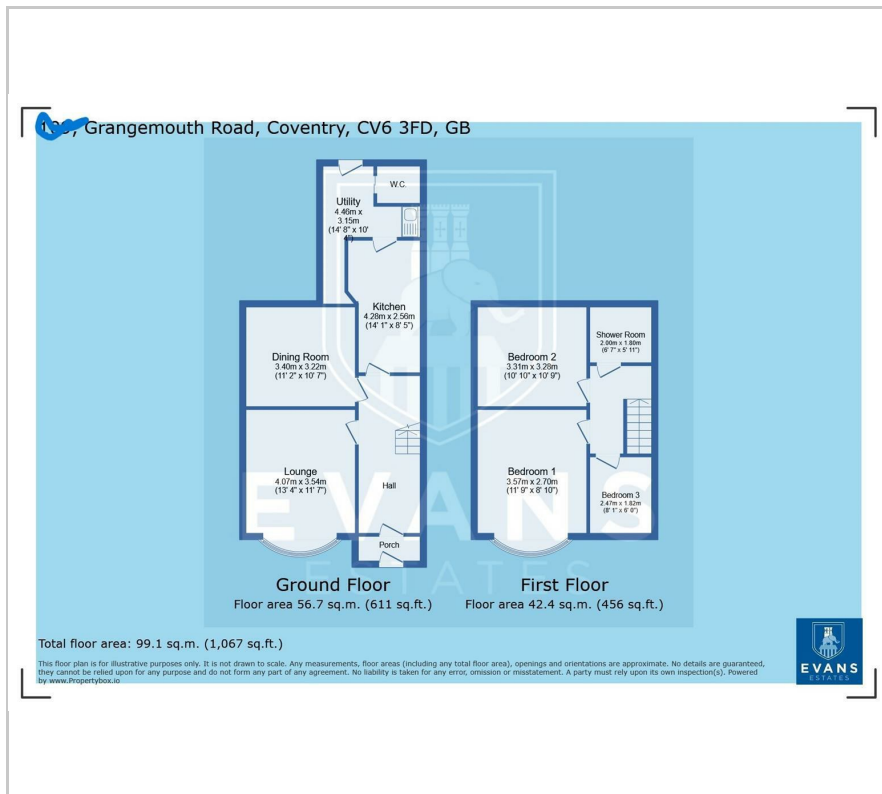 Grangemouth Road, Coventry, CV6 3FD, GB
W.C.
Utility
4.46m x
3.15m
(14' 8" x 10'
4")
Kitchen
4.28m x 2.56m
(14' 1" x 8' 5")
Dining Room
3.40m x 3.22m
(11' 2" x 10' 7")
Lounge
4.07m x 3.54m
(13' 4" x 11' 7")
Hall
Porch
Ground Floor
Floor area 56.7 sq.m. (611 sq.ft.)
Shower Room
2.00m x 1.80m
(6' 7" x 5' 11")
Bedroom 2
3.31m x 3.28m
(10' 10" x 10' 9")
Bedroom 1
3.57m x 2.70m
(11' 9" x 8' 10")
Bedroom 3
2.47m x 1.82m
(8' 1" x 6' 0")
First Floor
Floor area 42.4 sq.m. (456 sq.ft.)
EVANS
ESTATES
Total floor area: 99.1 sq.m. (1,067 sq.ft.)
This floor plan is for illustrative purposes only. It is not drawn to scale. Any measurements, floor areas (including any total floor area), openings and orientations are approximate. No details are guaranteed,
they cannot be relied upon for any purpose and do not form any part of any agreement. No liability is taken for any error, omission or misstatement. A party must rely upon its own inspection(s). Powered
by www.Propertybox.io
EVANS
ESTATES